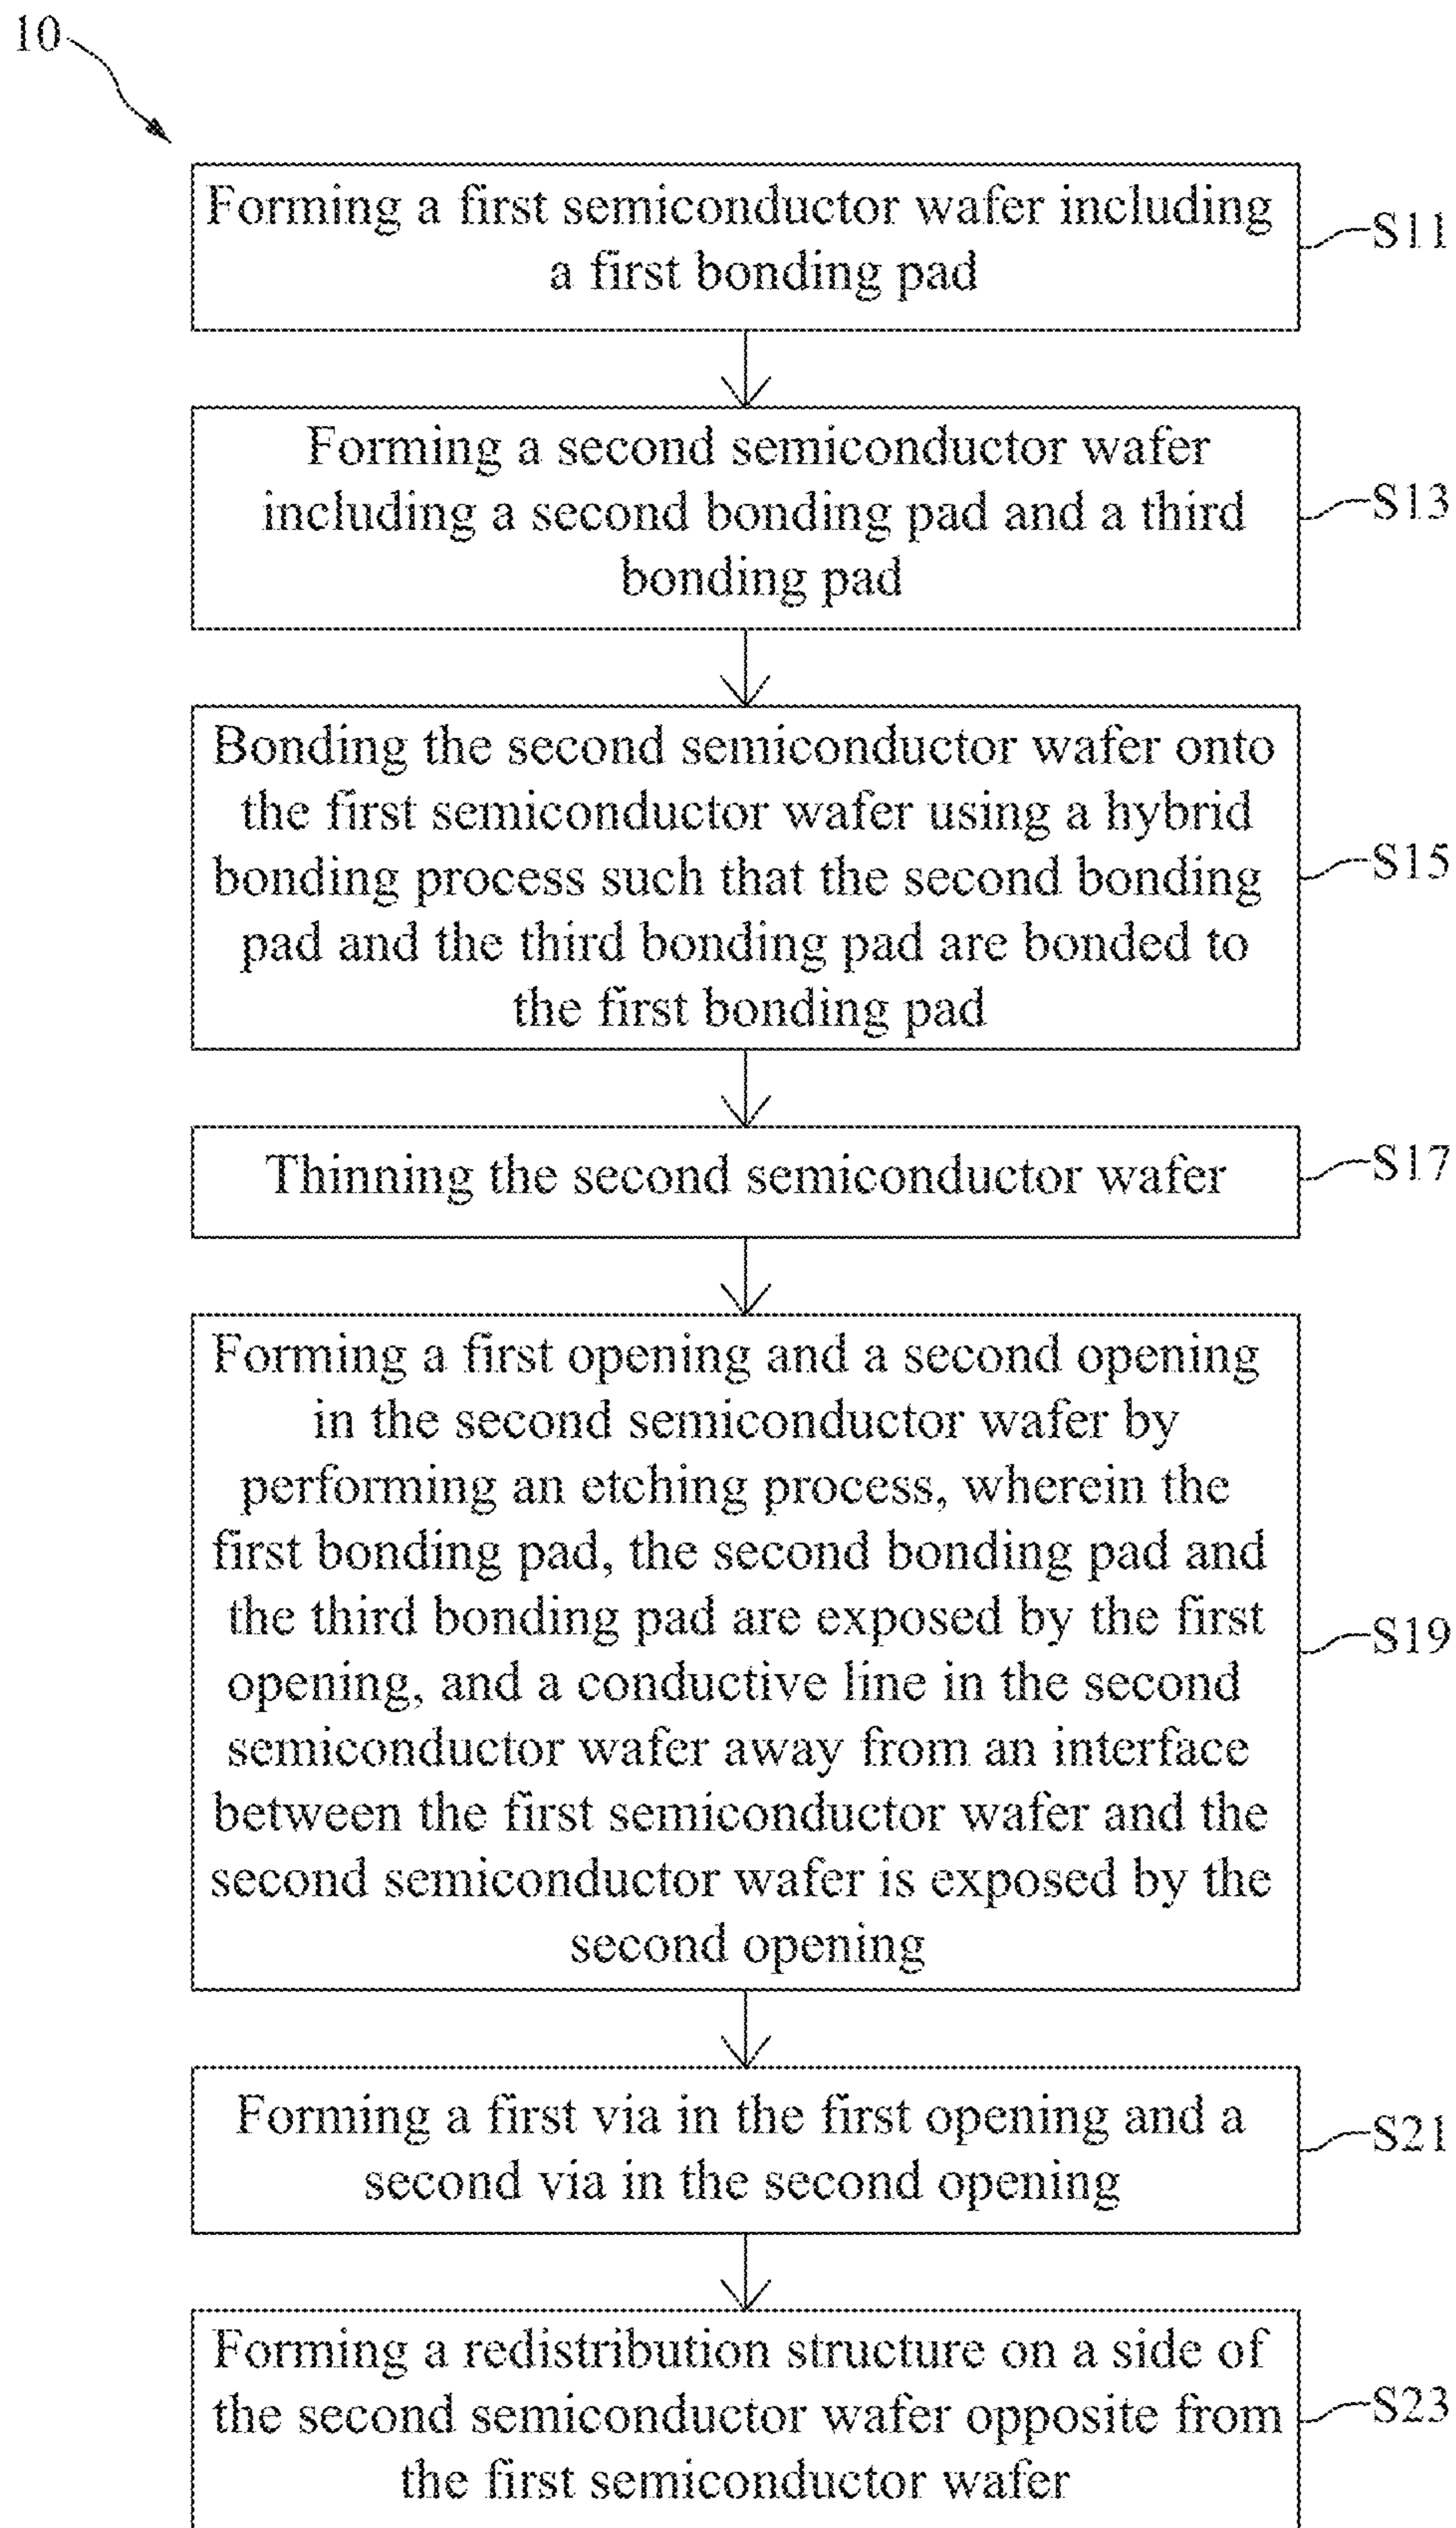 10
Forming a first semiconductor wafer including
a first bonding pad
S11
Forming a second semiconductor wafer
including a second bonding pad and a third
bonding pad
S13
Bonding the second semiconductor wafer onto
the first semiconductor wafer using a hybrid
bonding process such that the second bonding
pad and the third bonding pad are bonded to
the first bonding pad
S15
Thinning the second semiconductor wafer
S17
Forming a first opening and a second opening
in the second semiconductor wafer by
performing an etching process, wherein the
first bonding pad, the second bonding pad and
the third bonding pad are exposed by the first
opening, and a conductive line in the second
semiconductor wafer away from an interface
between the first semiconductor wafer and the
second semiconductor wafer is exposed by the
second opening
S19
Forming a first via in the first opening and a
second via in the second opening
S21
Forming a redistribution structure on a side of
the second semiconductor wafer opposite from
the first semiconductor wafer
S23